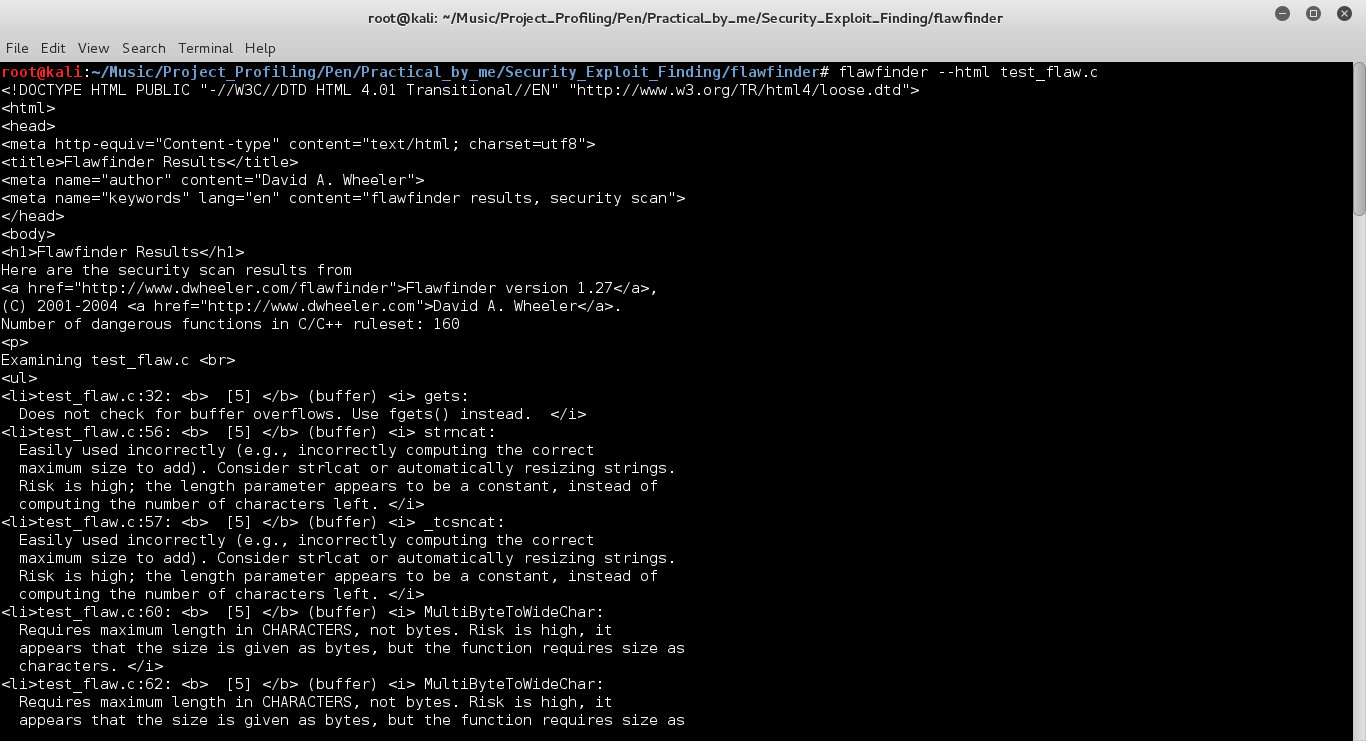 root@kali: ~/Music/Project_Profiling/Pen/Practical_by_me/Security_Exploit_Finding/flawfinder
File Edit View Search Terminal Help
root@kali:~/Music/Project_Profiling/Pen/Practical_by_me/Security_Exploit_Finding/flawfinder# flawfinder --html test_flaw.c
<!DOCTYPE HTML PUBLIC "-//W3C//DTD HTML 4.01 Transitional//EN" "http://www.w3.org/TR/html4/loose.dtd">
<html>
<head>
<meta http-equiv="Content-type" content="text/html; charset=utf8">
<title>Flawfinder Results</title>
<meta name="author" content="David A. Wheeler">
<meta name="keywords" lang="en" content="flawfinder results, security scan">
</head>
<body>
<h1>Flawfinder Results</h1>
Here are the security scan results from
<a href="http://www.dwheeler.com/flawfinder">Flawfinder version 1.27</a>,
(C) 2001-2004 <a href="http://www.dwheeler.com">David A. Wheeler</a>.
Number of dangerous functions in C/C++ ruleset: 160
<p>
Examining test_flaw.c <br>
<ul>
<li>test_flaw.c:32: <b>  [5] </b> (buffer) <i> gets:
  Does not check for buffer overflows. Use fgets() instead.  </i>
<li>test_flaw.c:56: <b>  [5] </b> (buffer) <i> strncat:
  Easily used incorrectly (e.g., incorrectly computing the correct
  maximum size to add). Consider strlcat or automatically resizing strings.
  Risk is high; the length parameter appears to be a constant, instead of
  computing the number of characters left. </i>
<li>test_flaw.c:57: <b>  [5] </b> (buffer) <i> _tcsncat:
  Easily used incorrectly (e.g., incorrectly computing the correct
  maximum size to add). Consider strlcat or automatically resizing strings.
  Risk is high; the length parameter appears to be a constant, instead of
  computing the number of characters left. </i>
<li>test_flaw.c:60: <b>  [5] </b> (buffer) <i> MultiByteToWideChar:
  Requires maximum length in CHARACTERS, not bytes. Risk is high, it
  appears that the size is given as bytes, but the function requires size as
  characters. </i>
<li>test_flaw.c:62: <b>  [5] </b> (buffer) <i> MultiByteToWideChar:
  Requires maximum length in CHARACTERS, not bytes. Risk is high, it
  appears that the size is given as bytes, but the function requires size as